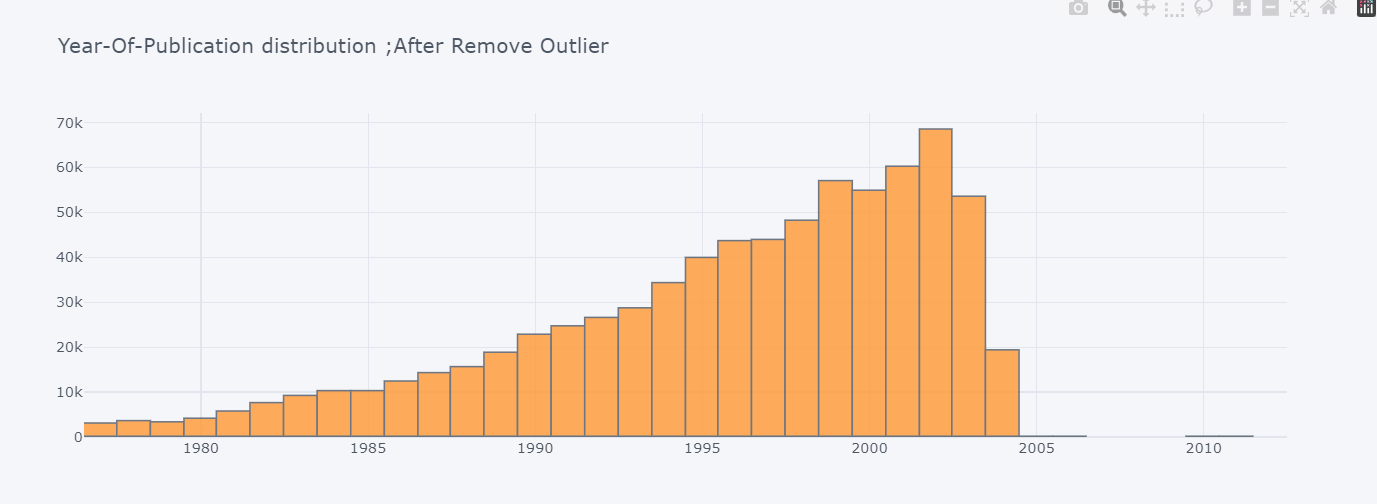 Year-Of-Publication distribution ;After Remove Outlier
70k
60k
50k
40k
30k
20k
10k
0
1980 1985 1990 1995 2000 2005 2010